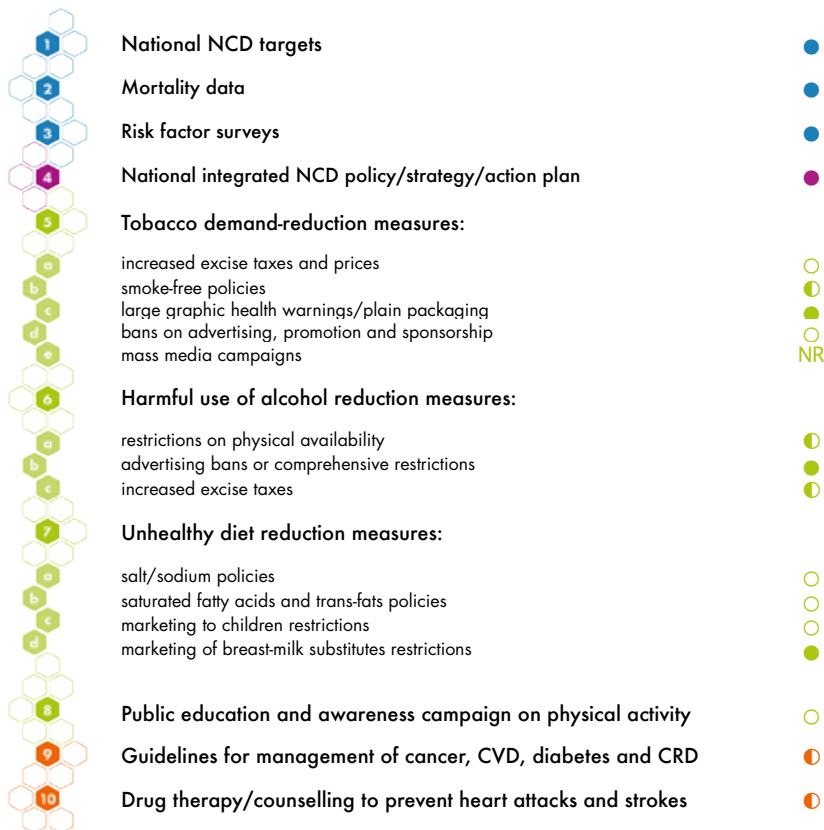 1 National NCD targets
2 Mortality data
3 Risk factor surveys
4 National integrated NCD policy/strategy/action plan
5 Tobacco demand-reduction measures:
a increased excise taxes and prices
b smoke-free policies
c large graphic health warnings/plain packaging
d bans on advertising, promotion and sponsorship
e mass media campaigns NR
6 Harmful use of alcohol reduction measures:
a restrictions on physical availability
b advertising bans or comprehensive restrictions
c increased excise taxes
7 Unhealthy diet reduction measures:
a salt/sodium policies
b saturated fatty acids and trans-fats policies
c marketing to children restrictions
d marketing of breast-milk substitutes restrictions
8 Public education and awareness campaign on physical activity
9 Guidelines for management of cancer, CVD, diabetes and CRD
10 Drug therapy/counselling to prevent heart attacks and strokes